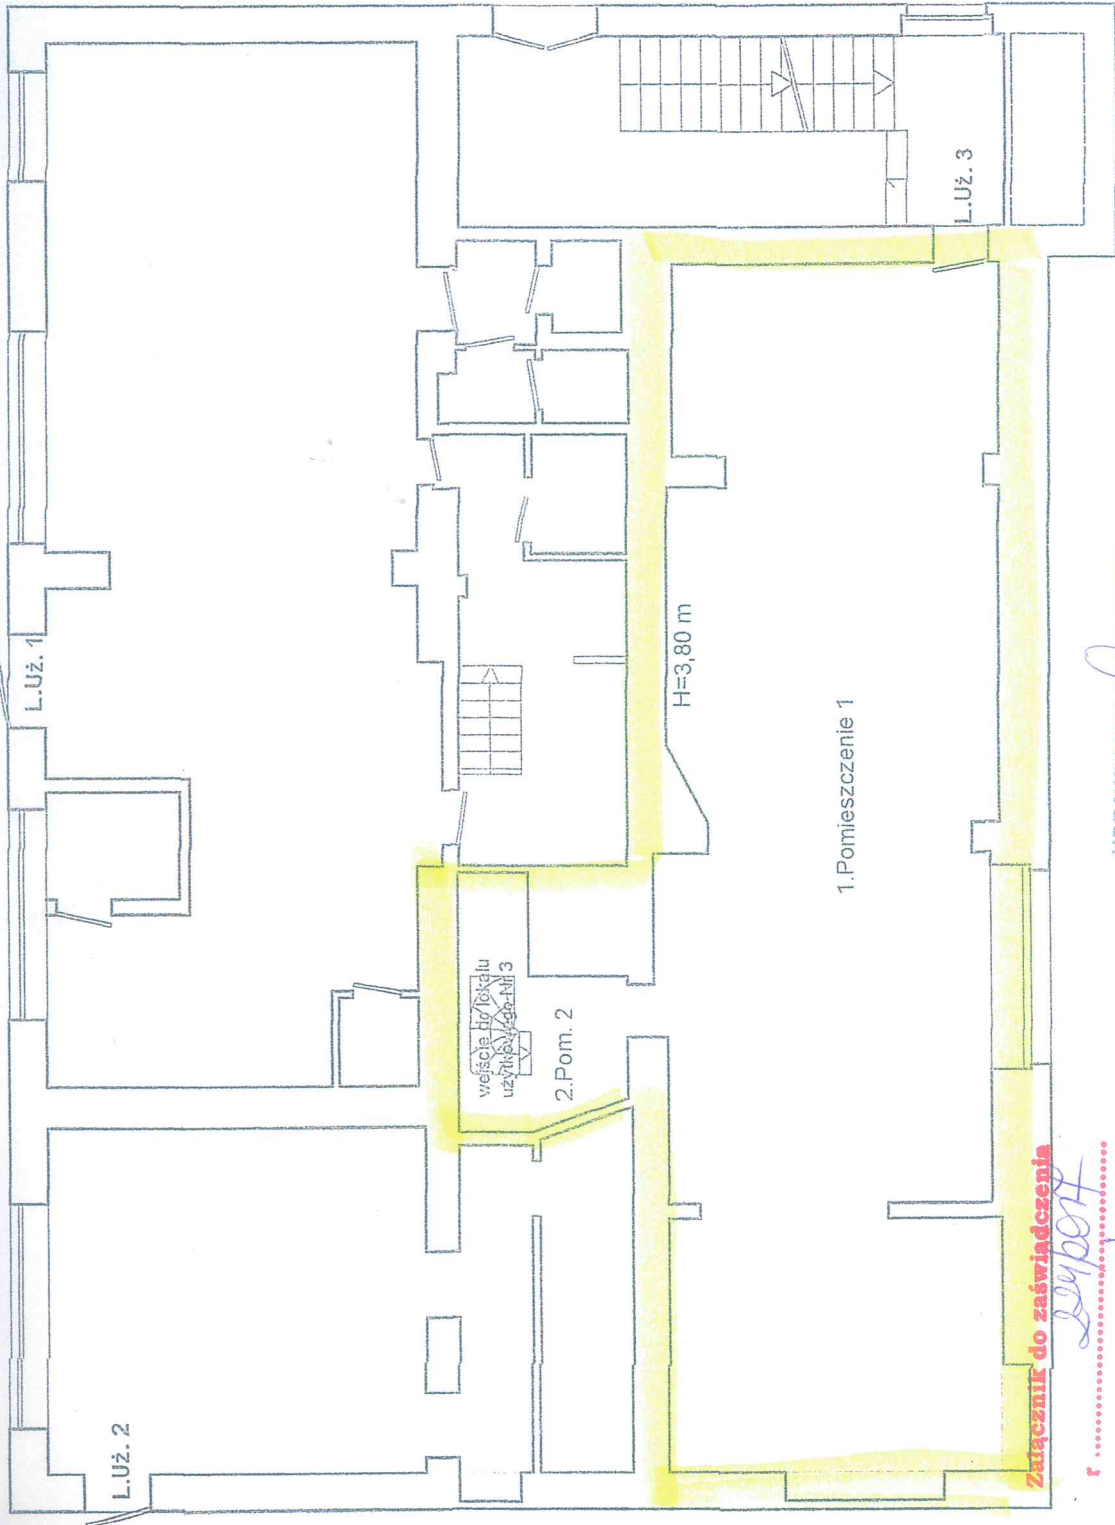 L.Uż. 1
L.Uż. 2
L.Uż. 3
H=3,80 m
1.Pomieszczenie 1
wejście do lokalu
użytkowego Nr 3
2.Pom. 2
Załącznik do zaświadczenia
r